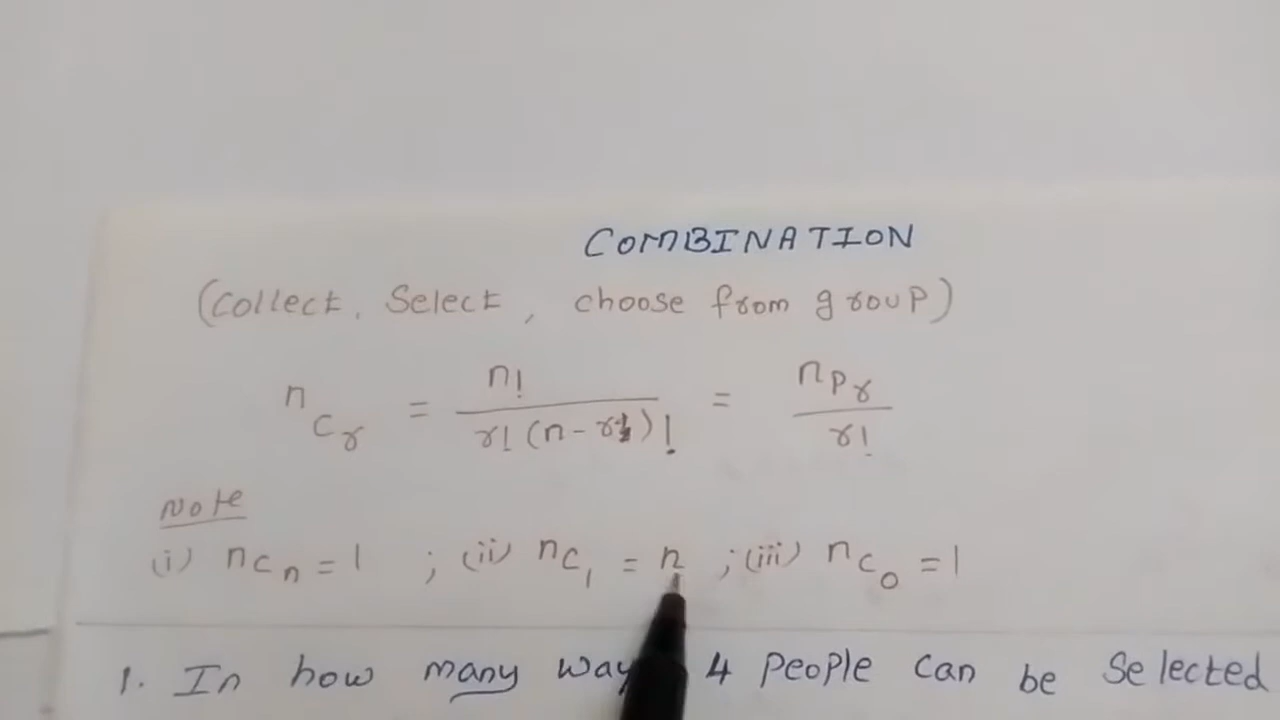 COMBINATION
(Collect, Select, choose from group)
nCr = n! / r!(n-r)! = nPr / r!
Note
(i) nCn = 1 ; (ii) nC1 = n ; (iii) nC0 = 1
1. In how many way 4 people can be selected